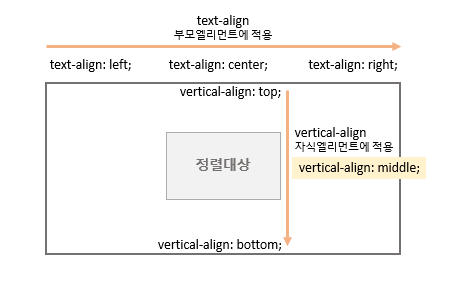 text-align
부모엘리먼트에 적용
text-align: left;
text-align: center;
text-align: right;
vertical-align: top;
vertical-align
자식엘리먼트에 적용
정렬대상
vertical-align: middle;
vertical-align: bottom;